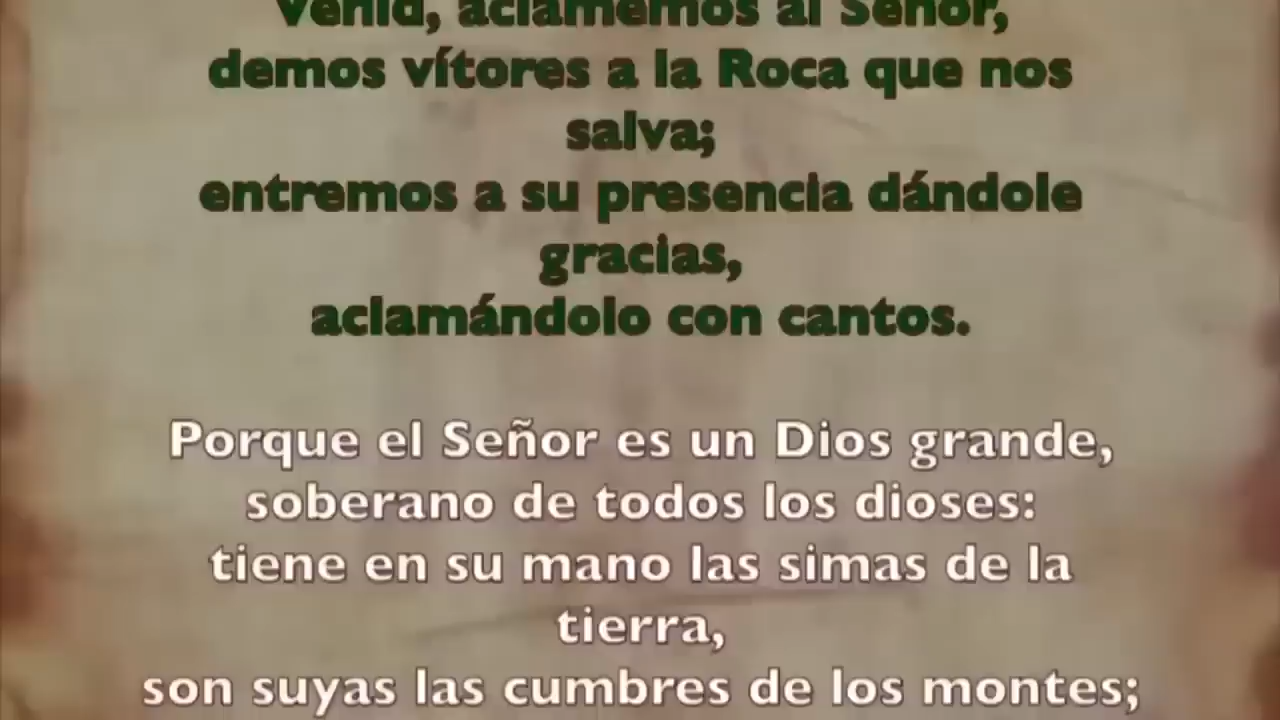 Venid, aclamemos al Señor,
demos vítores a la Roca que nos
salva;
entremos a su presencia dándole
gracias,
aclamándolo con cantos.
Porque el Señor es un Dios grande,
soberano de todos los dioses:
tiene en su mano las simas de la
tierra,
son suyas las cumbres de los montes;